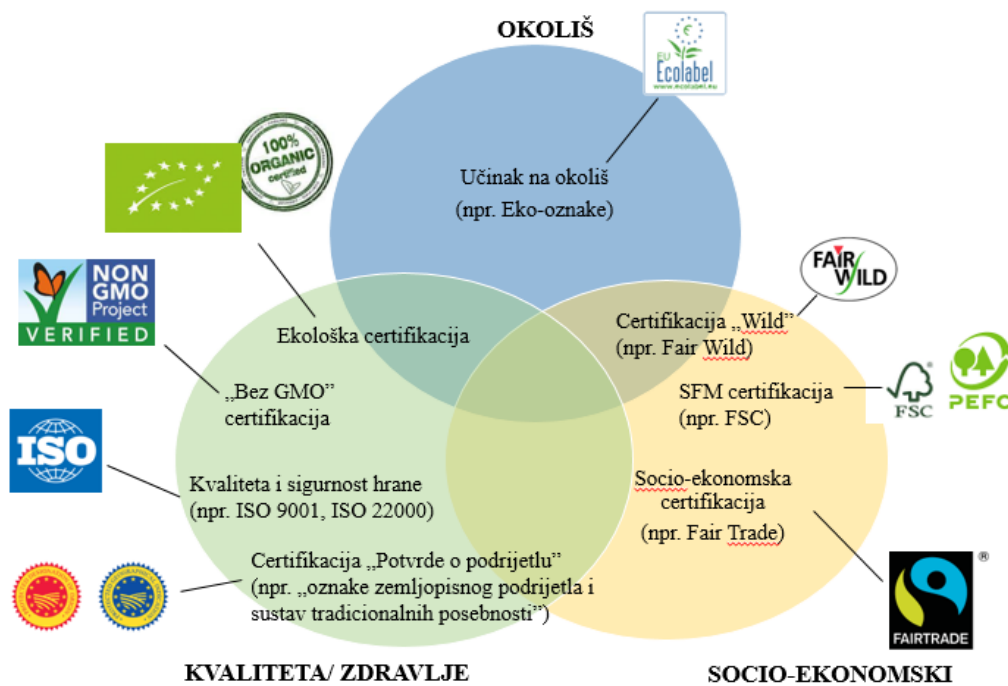 OKOLIŠ
EU
Ecolabel
www.ecolabel.eu
100%
ORGANIC
certified
Učinak na okoliš
(npr. Eko-oznake)
FAIR
WILD
NON
GMO
Project
VERIFIED
Ekološka certifikacija
Certifikacija „Wild”
(npr. Fair Wild)
„Bez GMO”
certifikacija
SFM certifikacija
(npr. FSC)
FSC
PEFC
ISO
Kvaliteta i sigurnost hrane
(npr. ISO 9001, ISO 22000)
Socio-ekonomska
certifikacija
(npr. Fair Trade)
Certifikacija „Potvrde o podrijetlu”
(npr. „oznake zemljopisnog podrijetla i
sustav tradicionalnih posebnosti”)
FAIRTRADE
®
KVALITETA/ ZDRAVLJE
SOCIO-EKONOMSKI